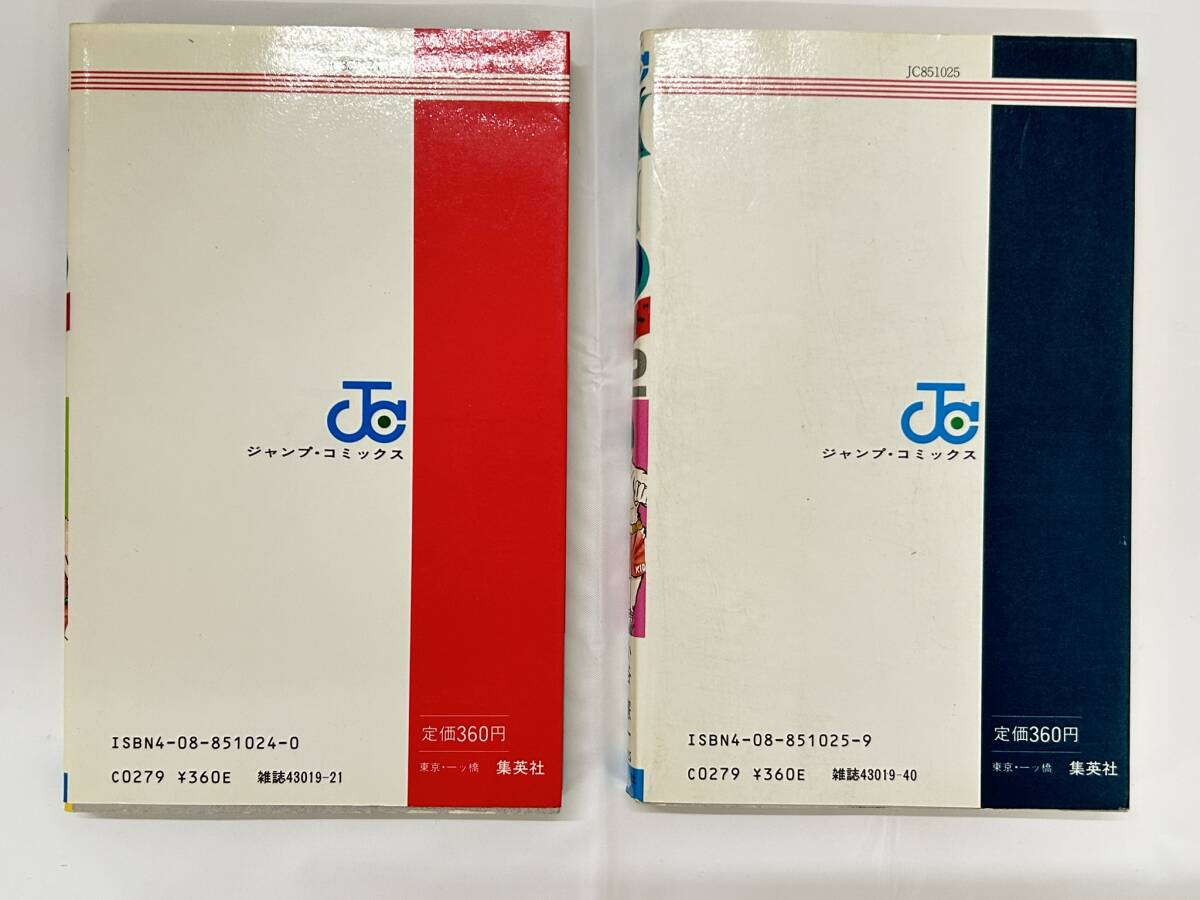 JC
ジャンプ・コミックス
定価360円
ISBN4-08-851024-0
C0279 ¥360E 雑誌43019-21
東京・一ッ橋 集英社
JC851025
JC
ジャンプ・コミックス
KID
定価360円
ISBN4-08-851025-9
C0279 ¥360E 雑誌43019-40
東京・一ッ橋 集英社